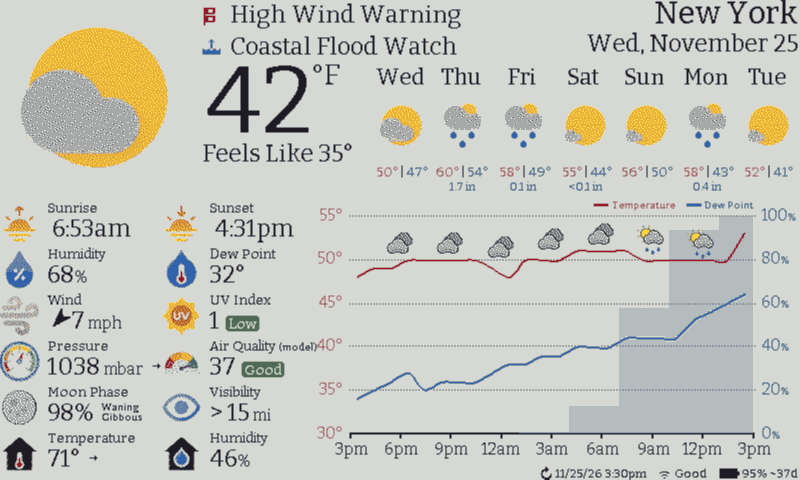 High Wind Warning
Coastal Flood Watch
New York
Wed, November 25
42°F
Feels Like 35°
Wed Thu Fri Sat Sun Mon Tue
50° | 47° 60° | 54° 58° | 49° 55° | 44° 56° | 50° 58° | 43° 52° | 41°
1.7 in 0.1 in <0.1 in 0.4 in
Sunrise
6:53am
Sunset
4:31pm
Humidity
68%
Dew Point
32°
Wind
7 mph
UV Index
1 Low
Pressure
1038 mbar →
Air Quality (model)
37 Good
Moon Phase
98% Waning Gibbous
Visibility
> 15 mi
Temperature
71° →
Humidity
46%
Temperature Dew Point
55° 100%
50° 80%
45° 60%
40° 40%
35° 20%
30° 0%
3pm 6pm 9pm 12am 3am 6am 9am 12pm 3pm
11/25/26 3:30pm Good 95% ~37d